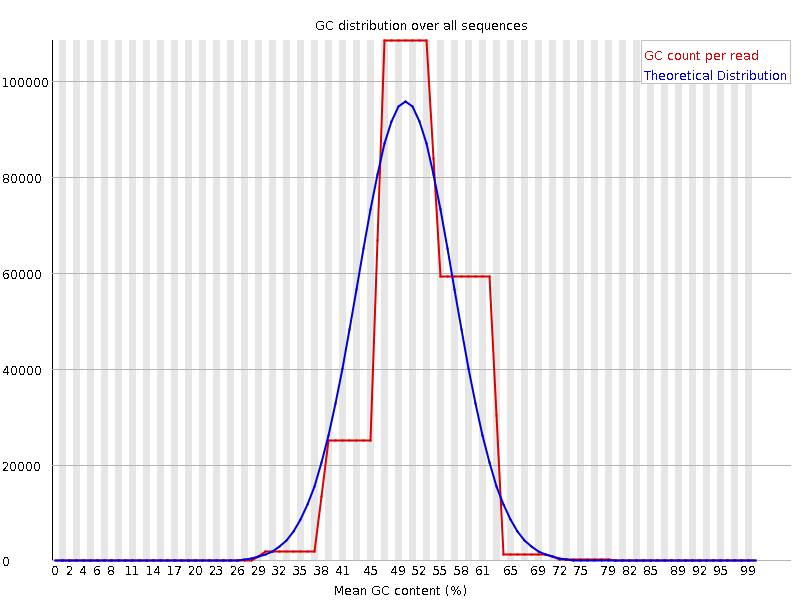 GC distribution over all sequences
GC count per read
Theoretical Distribution
100000
80000
60000
40000
20000
0
0 2 4 6 8 11 14 17 20 23 26 29 32 35 38 41 45 49 52 55 58 61 65 69 72 75 79 82 85 89 92 95 99
Mean GC content (%)